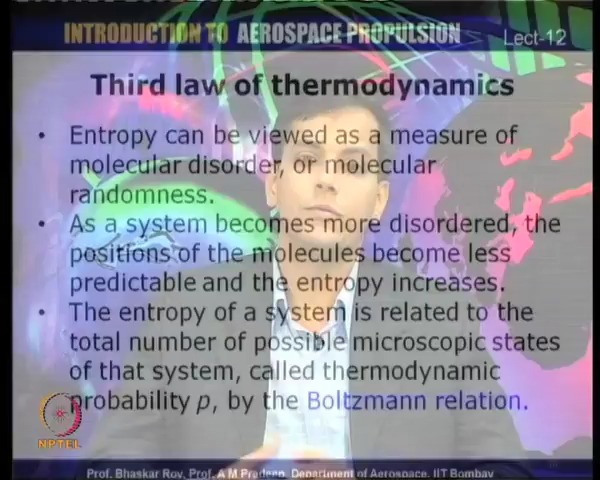 INTRODUCTION TO AEROSPACE PROPULSION Lect-12
Third law of thermodynamics
• Entropy can be viewed as a measure of
molecular disorder, or molecular
randomness.
• As a system becomes more disordered, the
positions of the molecules become less
predictable and the entropy increases.
• The entropy of a system is related to the
total number of possible microscopic states
of that system, called thermodynamic
probability p, by the Boltzmann relation.
NPTEL
Prof. Bhaskar Roy, Prof. A M Pradeep, Department of Aerospace, IIT Bombay